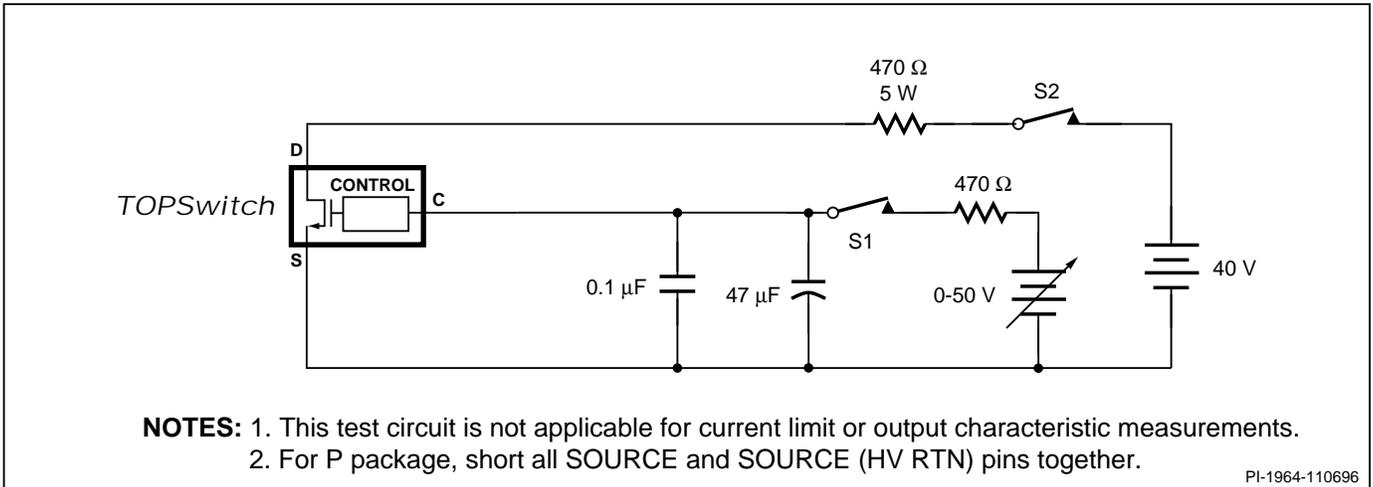 470 Ω
5 W
S2
D
CONTROL
C
470 Ω
TOPSwitch
S1
S
0.1 µF
47 µF
0-50 V
40 V
NOTES: 1. This test circuit is not applicable for current limit or output characteristic measurements.
2. For P package, short all SOURCE and SOURCE (HV RTN) pins together.
PI-1964-110696